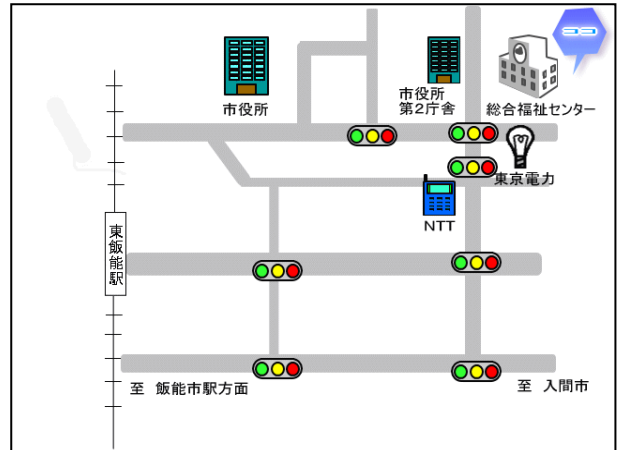 市役所
市役所
第2庁舎
総合福祉センター
東京電力
NTT
東飯能駅
至 飯能市駅方面
至 入間市